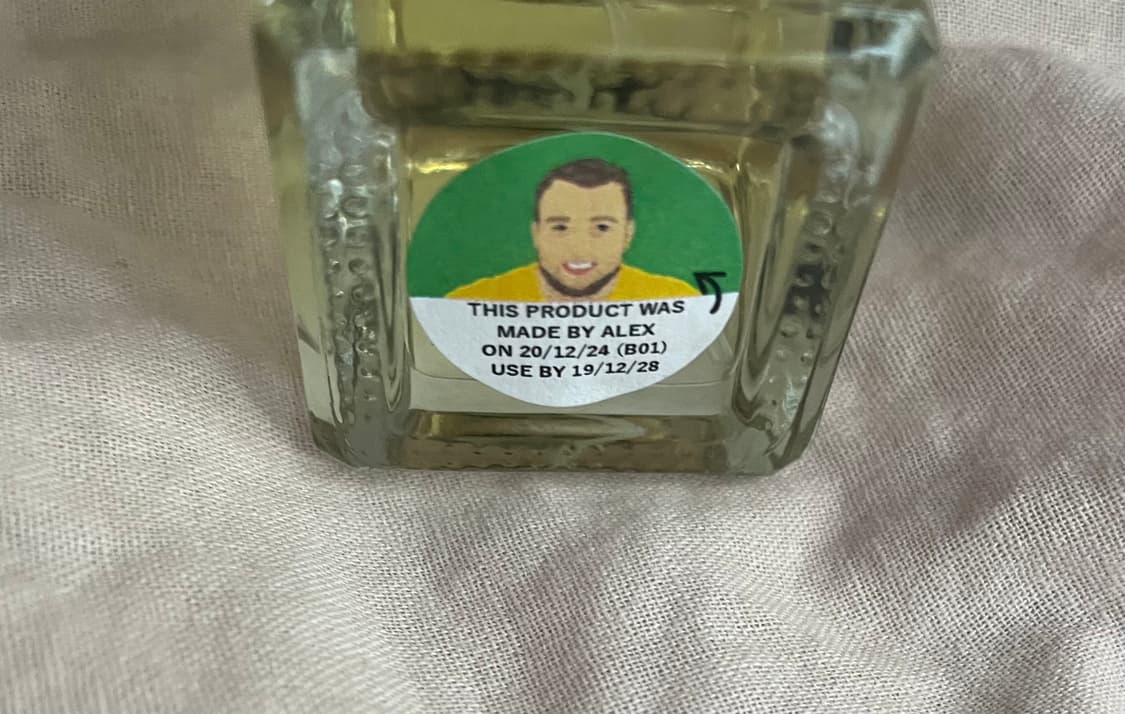 THIS PRODUCT WAS
MADE BY ALEX
ON 20/12/24 (B01)
USE BY 19/12/28